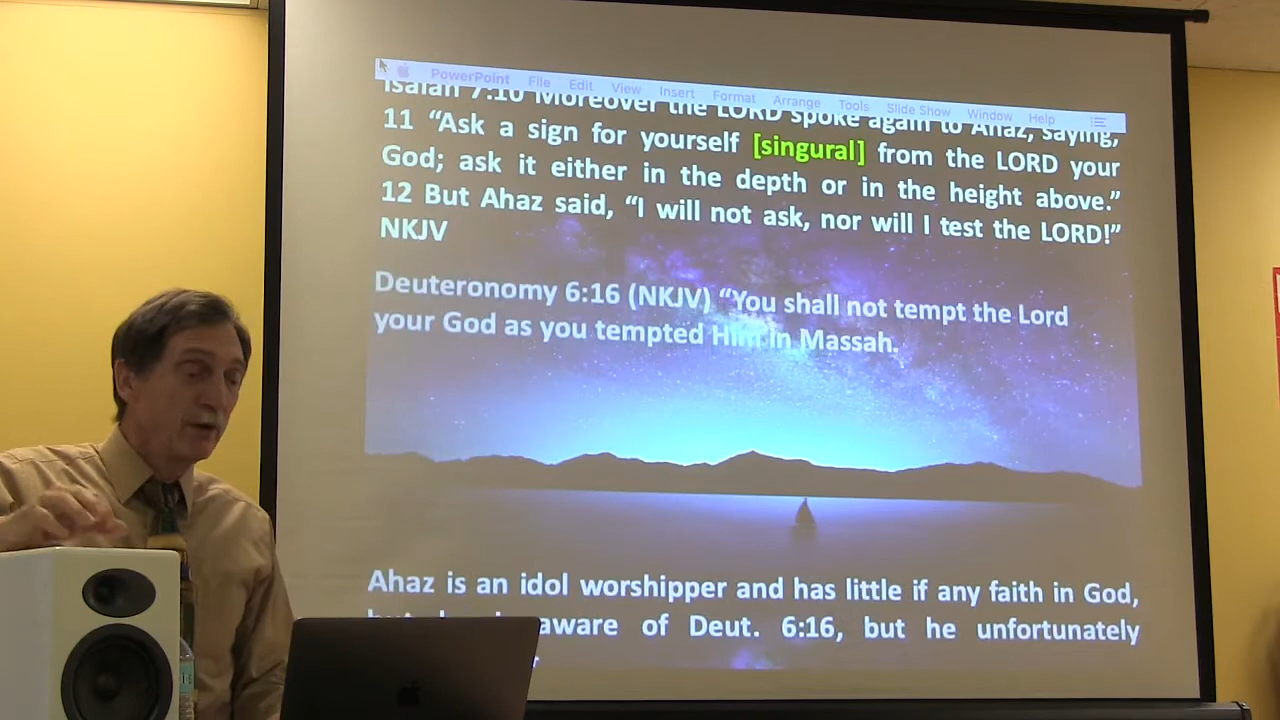 PowerPoint File Edit View Insert Format Arrange Tools Slide Show Window Help
Isaiah 7:10 Moreover the LORD spoke again to Ahaz, saying,
11 “Ask a sign for yourself [singural] from the LORD your
God; ask it either in the depth or in the height above.”
12 But Ahaz said, “I will not ask, nor will I test the LORD!”
NKJV
Deuteronomy 6:16 (NKJV) “You shall not tempt the Lord
your God as you tempted Him in Massah.
Ahaz is an idol worshipper and has little if any faith in God,
aware of Deut. 6:16, but he unfortunately